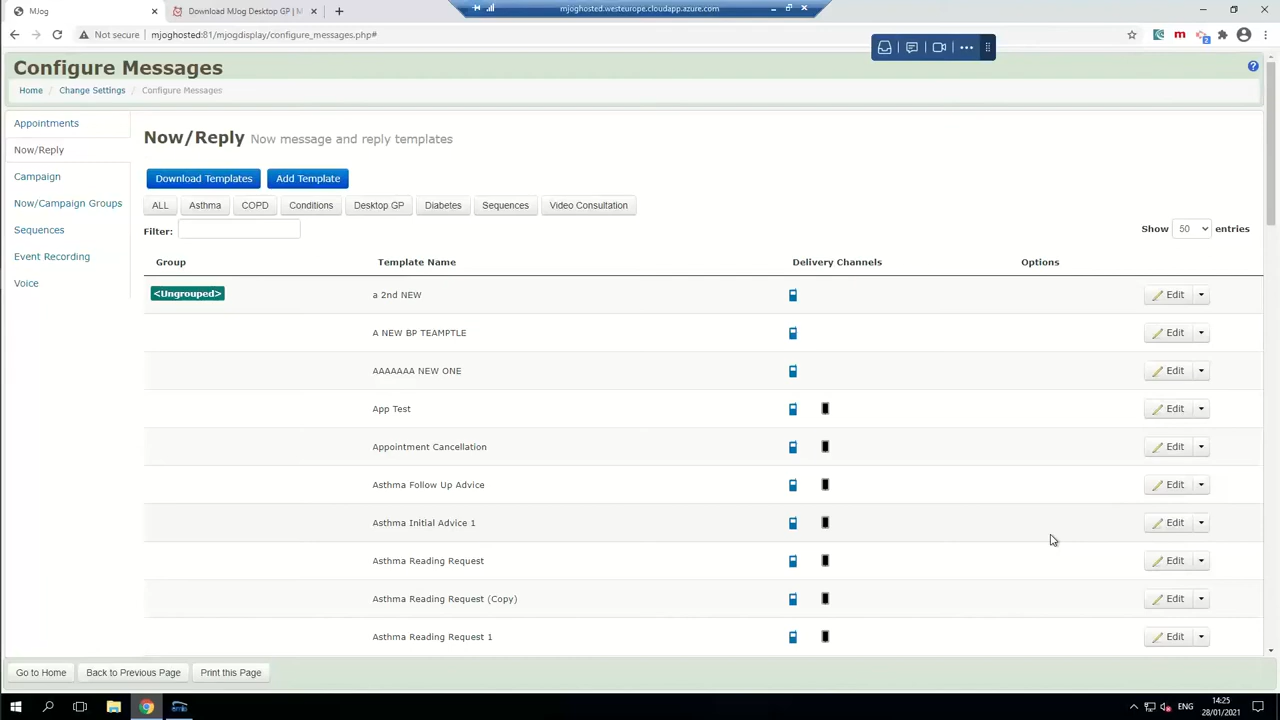 MJog
Download MJog Desktop GP | M
mjoghosted.westeurope.cloudapp.azure.com
Not secure mjoghosted:81/mjogdisplay/configure_messages.php#
Configure Messages
Home / Change Settings / Configure Messages
Appointments
Now/Reply
Campaign
Now/Campaign Groups
Sequences
Event Recording
Voice
Now/Reply Now message and reply templates
Download Templates Add Template
ALL Asthma COPD Conditions Desktop GP Diabetes Sequences Video Consultation
Filter: Show 50 entries
Group Template Name Delivery Channels Options
<Ungrouped> a 2nd NEW Edit
A NEW BP TEAMPTLE Edit
AAAAAAA NEW ONE Edit
App Test Edit
Appointment Cancellation Edit
Asthma Follow Up Advice Edit
Asthma Initial Advice 1 Edit
Asthma Reading Request Edit
Asthma Reading Request (Copy) Edit
Asthma Reading Request 1 Edit
Go to Home Back to Previous Page Print this Page
ENG
14:25
28/01/2021